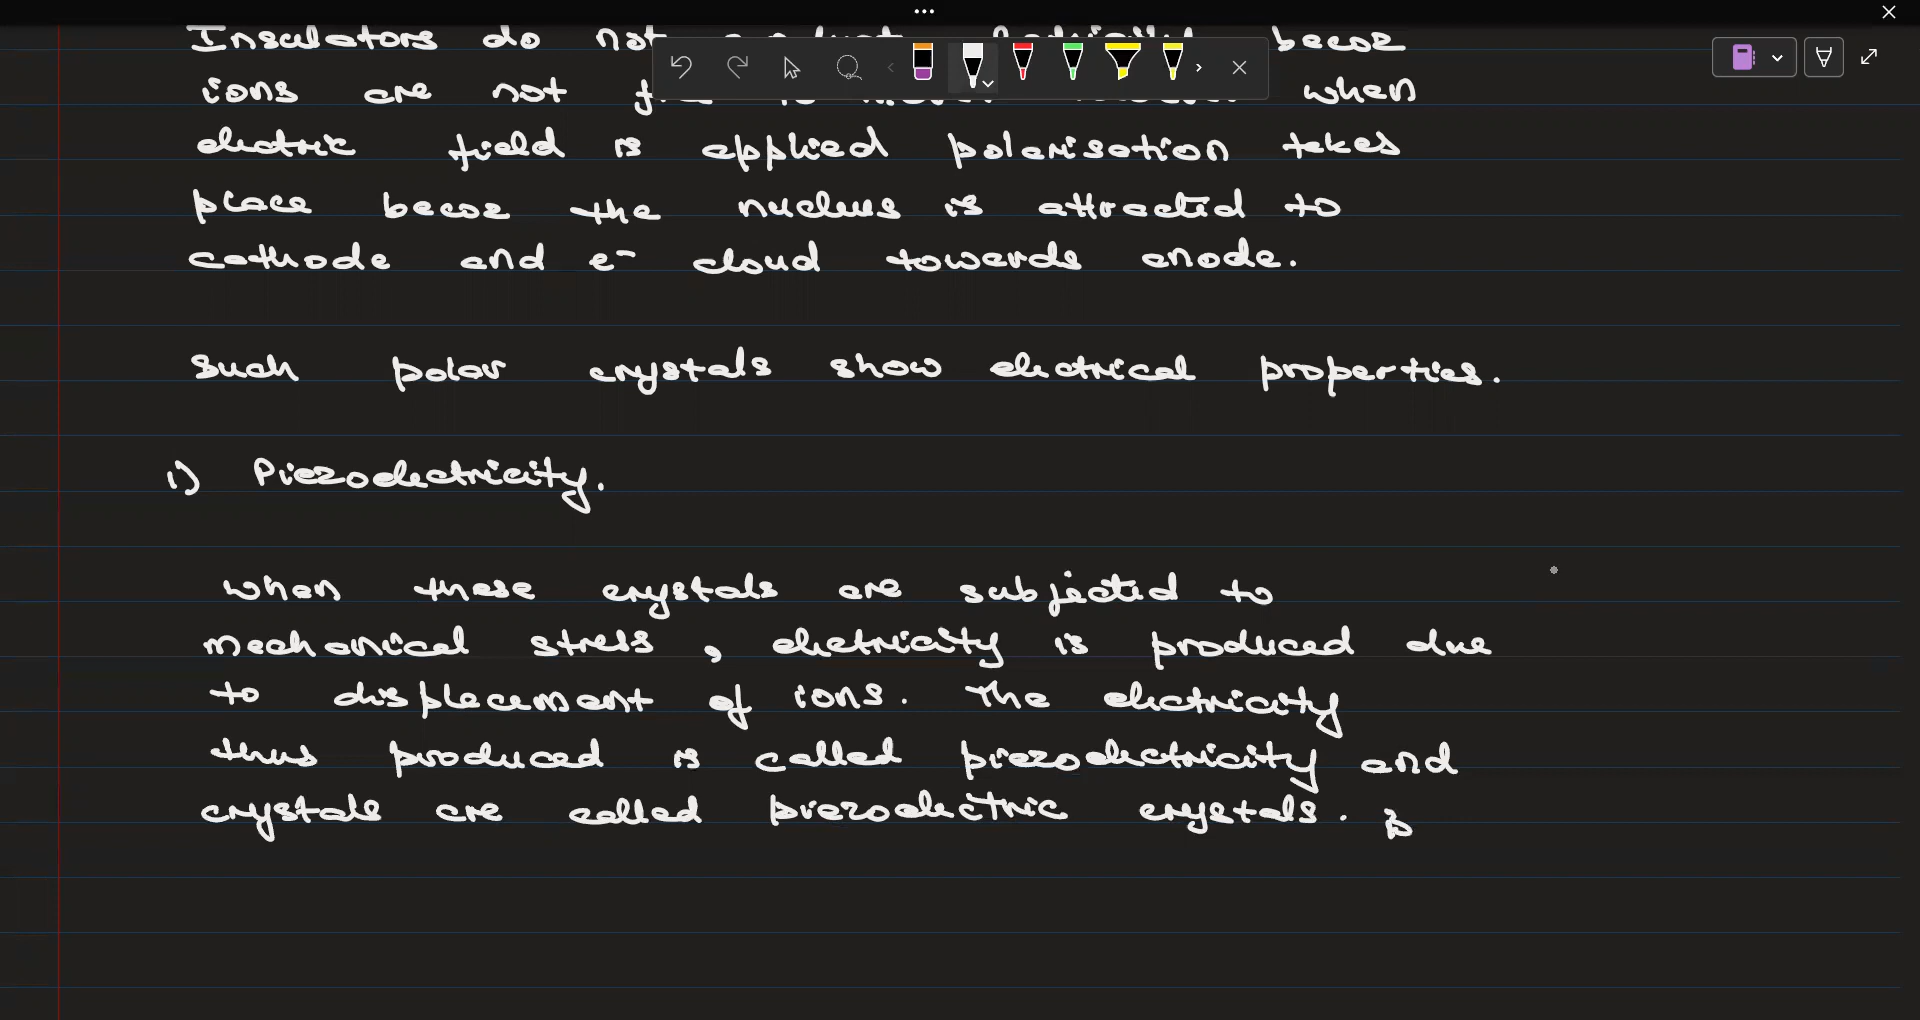 Insulators do not becoz
ions are not when
electric field is applied polarisation takes
place becoz the nucleus is attracted to
cathode and e⁻ cloud towards anode.
Such polar crystals show electrical properties.
1) Piezoelectricity.
when these crystals are subjected to
mechanical stress, electricity is produced due
to displacement of ions. The electricity
thus produced is called piezoelectricity and
crystals are called piezoelectric crystals.